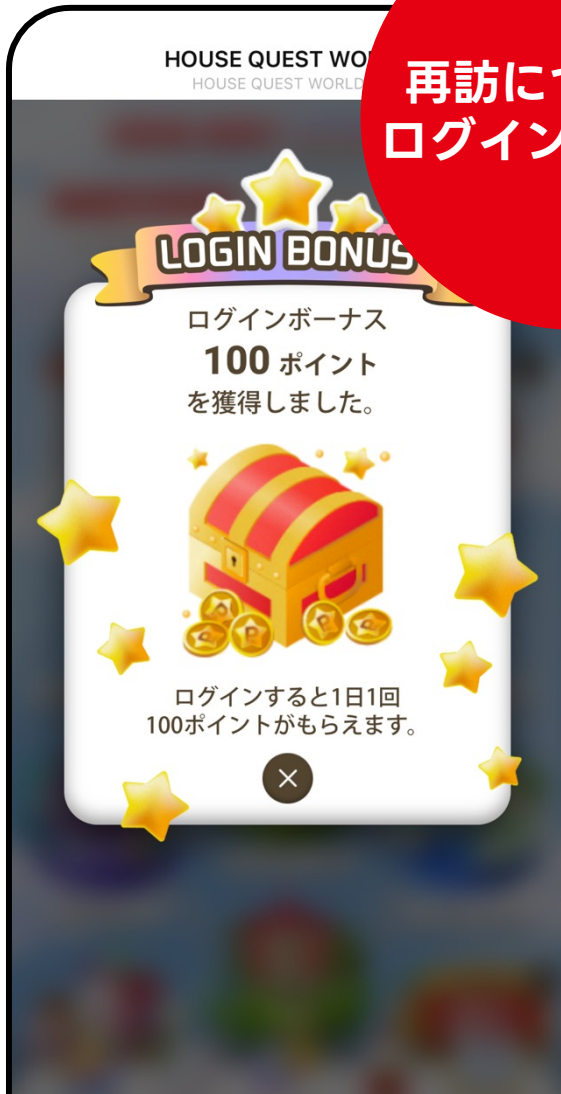 HOUSE QUEST WO
HOUSE QUEST WORLD
再訪に
ログイン
LOGIN BONUS
ログインボーナス
100 ポイント
を獲得しました。
ログインすると1日1回
100ポイントがもらえます。